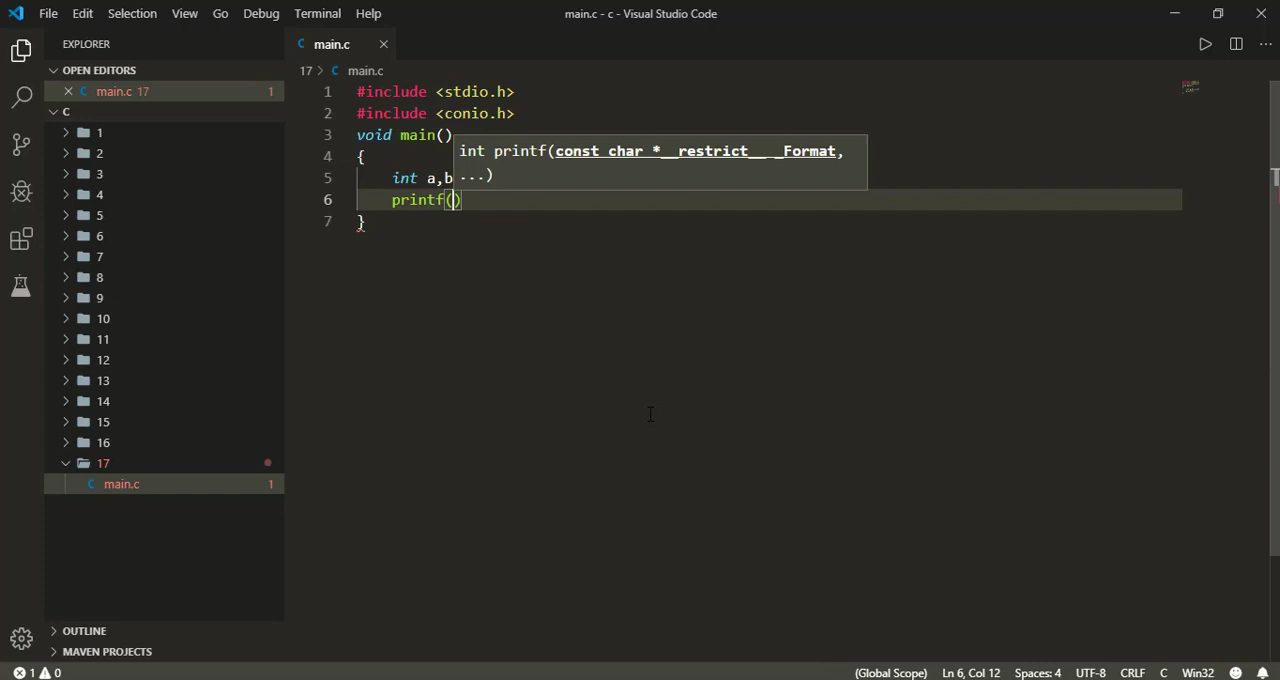 File Edit Selection View Go Debug Terminal Help
main.c - c - Visual Studio Code
EXPLORER
OPEN EDITORS
main.c 17 1
C
1
2
3
4
5
6
7
8
9
10
11
12
13
14
15
16
17
main.c 1
OUTLINE
MAVEN PROJECTS
main.c
17 main.c
1 #include <stdio.h>
2 #include <conio.h>
3 void main()
4 {
5 int a,b
6 printf()
7 }
int printf(const char *__restrict__ _Format,
...)
1 0
(Global Scope) Ln 6, Col 12 Spaces: 4 UTF-8 CRLF C Win32